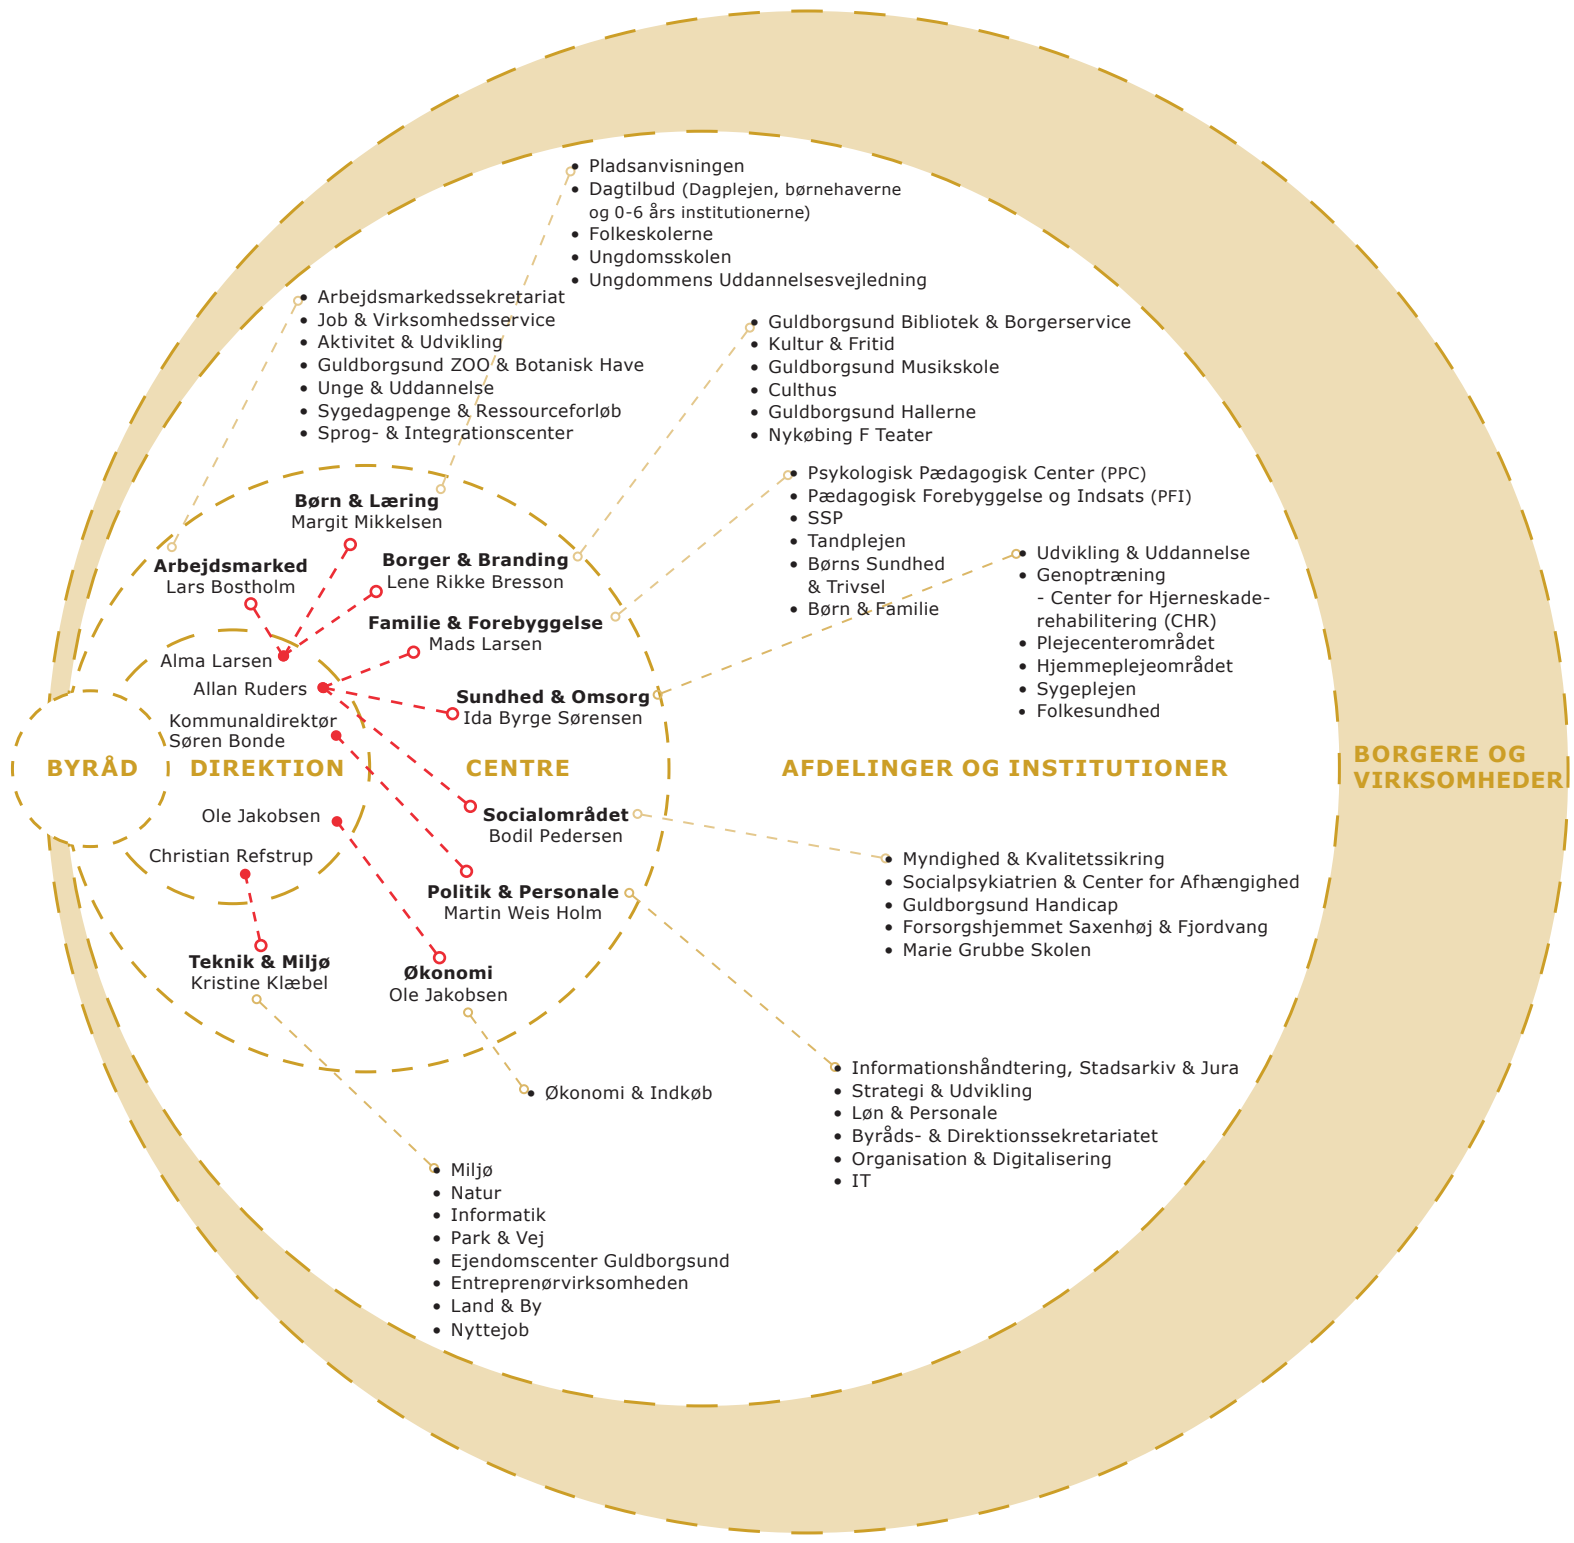 Pladsanvisningen
Dagtilbud (Dagplejen, børnehaverne
og 0-6 års institutionerne)
Folkeskolerne
Ungdomsskolen
Ungdommens Uddannelsesvejledning
Arbejdsmarkedssekretariat
Job & Virksomhedsservice
Aktivitet & Udvikling
Guldborgsund ZOO & Botanisk Have
Unge & Uddannelse
Sygedagpenge & Ressourceforløb
Sprog- & Integrationscenter
Guldborgsund Bibliotek & Borgerservice
Kultur & Fritid
Guldborgsund Musikskole
Culthus
Guldborgsund Hallerne
Nykøbing F Teater
Psykologisk Pædagogisk Center (PPC)
Pædagogisk Forebyggelse og Indsats (PFI)
SSP
Tandplejen
Børns Sundhed
& Trivsel
Børn & Familie
Udvikling & Uddannelse
Genoptræning
- Center for Hjerneskade-
rehabilitering (CHR)
Plejecenterområdet
Hjemmeplejeområdet
Sygeplejen
Folkesundhed
Børn & Læring
Margit Mikkelsen
Arbejdsmarked
Lars Bostholm
Borger & Branding
Lene Rikke Bresson
Familie & Forebyggelse
Mads Larsen
Alma Larsen
Allan Ruders
Sundhed & Omsorg
Ida Byrge Sørensen
Kommunaldirektør
Søren Bonde
BYRÅD
DIREKTION
CENTRE
AFDELINGER OG INSTITUTIONER
BORGERE OG
VIRKSOMHEDER
Ole Jakobsen
Socialområdet
Bodil Pedersen
Christian Refstrup
Politik & Personale
Martin Weis Holm
Teknik & Miljø
Kristine Klæbel
Økonomi
Ole Jakobsen
Myndighed & Kvalitetssikring
Socialpsykiatrien & Center for Afhængighed
Guldborgsund Handicap
Forsorgshjemmet Saxenhøj & Fjordvang
Marie Grubbe Skolen
Informationshåndtering, Stadsarkiv & Jura
Strategi & Udvikling
Løn & Personale
Byråds- & Direktionssekretariatet
Organisation & Digitalisering
IT
Økonomi & Indkøb
Miljø
Natur
Informatik
Park & Vej
Ejendomscenter Guldborgsund
Entreprenørvirksomheden
Land & By
Nyttejob